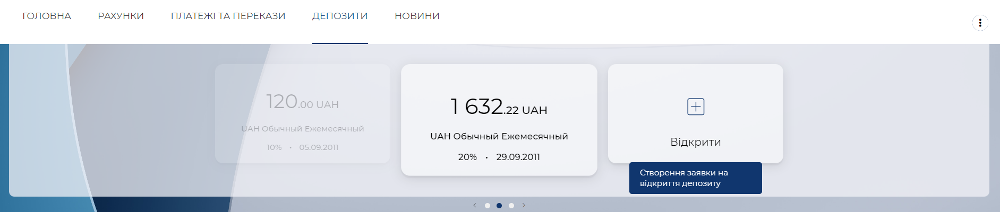 ГОЛОВНА РАХУНКИ ПЛАТЕЖІ ТА ПЕРЕКАЗИ ДЕПОЗИТИ НОВИНИ
120.00 UAH
UAH Обычный Ежемесячный
10% • 05.09.2011
1 632.22 UAH
UAH Обычный Ежемесячный
20% • 29.09.2011
Відкрити
Створення заявки на
відкриття депозиту